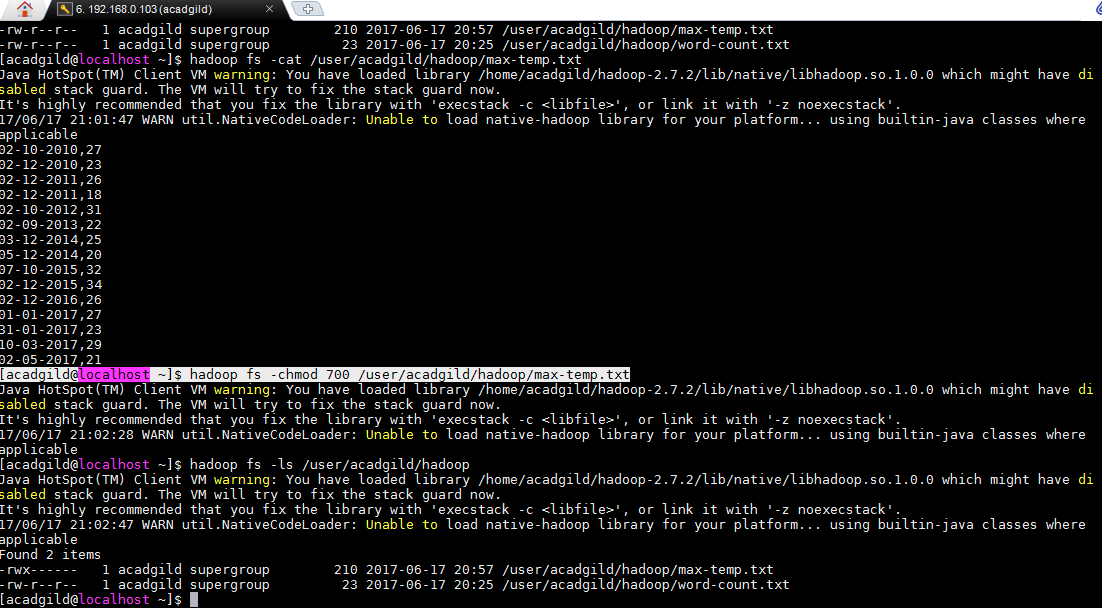 6. 192.168.0.103 (acadgild)
-rw-r--r--   1 acadgild supergroup        210 2017-06-17 20:57 /user/acadgild/hadoop/max-temp.txt
-rw-r--r--   1 acadgild supergroup         23 2017-06-17 20:25 /user/acadgild/hadoop/word-count.txt
[acadgild@localhost ~]$ hadoop fs -cat /user/acadgild/hadoop/max-temp.txt
Java HotSpot(TM) Client VM warning: You have loaded library /home/acadgild/hadoop-2.7.2/lib/native/libhadoop.so.1.0.0 which might have di
sabled stack guard. The VM will try to fix the stack guard now.
It's highly recommended that you fix the library with 'execstack -c <libfile>', or link it with '-z noexecstack'.
17/06/17 21:01:47 WARN util.NativeCodeLoader: Unable to load native-hadoop library for your platform... using builtin-java classes where
applicable
02-10-2010,27
02-12-2010,23
02-12-2011,26
02-12-2011,18
02-10-2012,31
02-09-2013,22
03-12-2014,25
05-12-2014,20
07-10-2015,32
02-12-2015,34
02-12-2016,26
01-01-2017,27
31-01-2017,23
10-03-2017,29
02-05-2017,21
[acadgild@localhost ~]$ hadoop fs -chmod 700 /user/acadgild/hadoop/max-temp.txt
Java HotSpot(TM) Client VM warning: You have loaded library /home/acadgild/hadoop-2.7.2/lib/native/libhadoop.so.1.0.0 which might have di
sabled stack guard. The VM will try to fix the stack guard now.
It's highly recommended that you fix the library with 'execstack -c <libfile>', or link it with '-z noexecstack'.
17/06/17 21:02:28 WARN util.NativeCodeLoader: Unable to load native-hadoop library for your platform... using builtin-java classes where
applicable
[acadgild@localhost ~]$ hadoop fs -ls /user/acadgild/hadoop
Java HotSpot(TM) Client VM warning: You have loaded library /home/acadgild/hadoop-2.7.2/lib/native/libhadoop.so.1.0.0 which might have di
sabled stack guard. The VM will try to fix the stack guard now.
It's highly recommended that you fix the library with 'execstack -c <libfile>', or link it with '-z noexecstack'.
17/06/17 21:02:47 WARN util.NativeCodeLoader: Unable to load native-hadoop library for your platform... using builtin-java classes where
applicable
Found 2 items
-rwx------   1 acadgild supergroup        210 2017-06-17 20:57 /user/acadgild/hadoop/max-temp.txt
-rw-r--r--   1 acadgild supergroup         23 2017-06-17 20:25 /user/acadgild/hadoop/word-count.txt
[acadgild@localhost ~]$